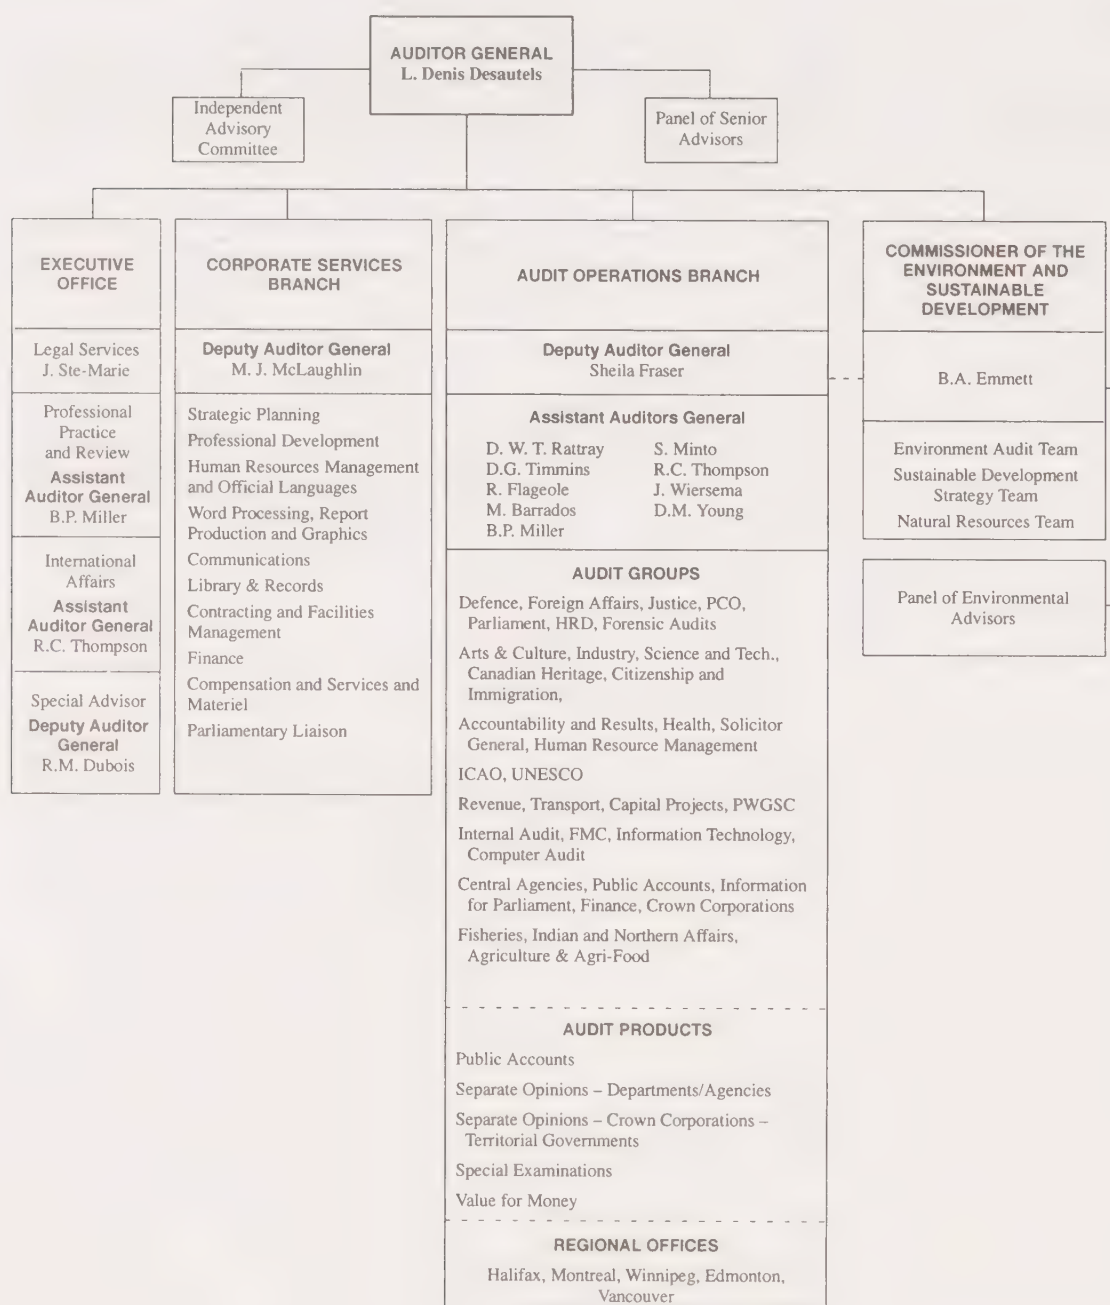 AUDITOR GENERAL
L. Denis Desautels
Independent
Advisory
Committee
Panel of Senior
Advisors
EXECUTIVE
OFFICE
Legal Services
J. Ste-Marie
Professional
Practice
and Review
Assistant
Auditor General
B.P. Miller
International
Affairs
Assistant
Auditor General
R.C. Thompson
Special Advisor
Deputy Auditor
General
R.M. Dubois
CORPORATE SERVICES
BRANCH
Deputy Auditor General
M. J. McLaughlin
Strategic Planning
Professional Development
Human Resources Management
and Official Languages
Word Processing, Report
Production and Graphics
Communications
Library & Records
Contracting and Facilities
Management
Finance
Compensation and Services and
Materiel
Parliamentary Liaison
AUDIT OPERATIONS BRANCH
Deputy Auditor General
Sheila Fraser
Assistant Auditors General
D. W. T. Rattray
D.G. Timmins
R. Flageole
M. Barrados
B.P. Miller
S. Minto
R.C. Thompson
J. Wiersema
D.M. Young
AUDIT GROUPS
Defence, Foreign Affairs, Justice, PCO,
Parliament, HRD, Forensic Audits
Arts & Culture, Industry, Science and Tech.,
Canadian Heritage, Citizenship and
Immigration,
Accountability and Results, Health, Solicitor
General, Human Resource Management
ICAO, UNESCO
Revenue, Transport, Capital Projects, PWGSC
Internal Audit, FMC, Information Technology,
Computer Audit
Central Agencies, Public Accounts, Information
for Parliament, Finance, Crown Corporations
Fisheries, Indian and Northern Affairs,
Agriculture & Agri-Food
AUDIT PRODUCTS
Public Accounts
Separate Opinions – Departments/Agencies
Separate Opinions – Crown Corporations –
Territorial Governments
Special Examinations
Value for Money
REGIONAL OFFICES
Halifax, Montreal, Winnipeg, Edmonton,
Vancouver
COMMISSIONER OF THE
ENVIRONMENT AND
SUSTAINABLE
DEVELOPMENT
B.A. Emmett
Environment Audit Team
Sustainable Development
Strategy Team
Natural Resources Team
Panel of Environmental
Advisors